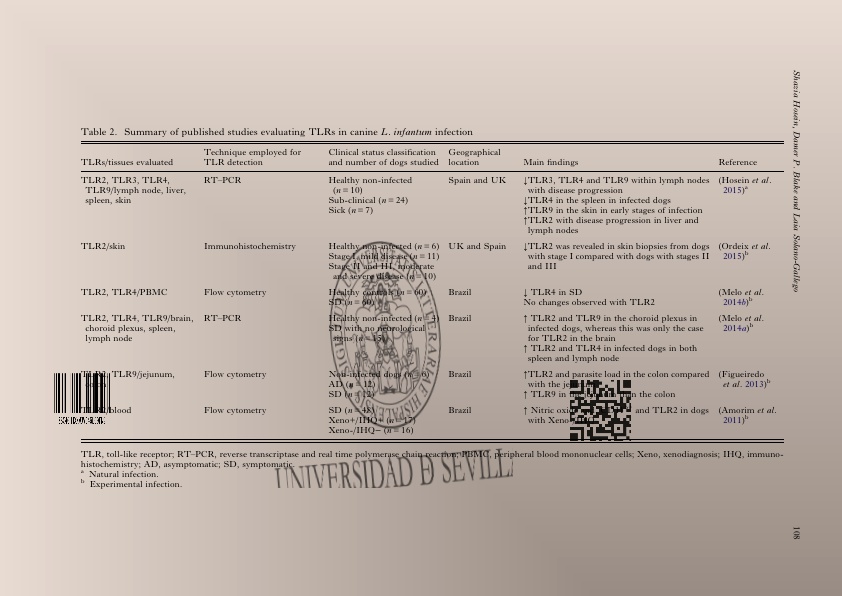 Shazia Hosein, Damer P. Blake and Laia Solano-Gallego
Table 2. Summary of published studies evaluating TLRs in canine L. infantum infection
TLRs/tissues evaluated
Technique employed for
TLR detection
Clinical status classification
and number of dogs studied
Geographical
location
Main findings
Reference
TLR2, TLR3, TLR4,
TLR9/lymph node, liver,
spleen, skin
RT–PCR
Healthy non-infected
(n = 10)
Sub-clinical (n = 24)
Sick (n = 7)
Spain and UK
↓TLR3, TLR4 and TLR9 within lymph nodes
with disease progression
↓TLR4 in the spleen in infected dogs
↑TLR9 in the skin in early stages of infection
↑TLR2 with disease progression in liver and
lymph nodes
(Hosein et al.
2015)a
TLR2/skin
Immunohistochemistry
Healthy non-infected (n = 6)
Stage I, mild disease (n = 11)
Stage II and III, moderate
and severe disease (n = 10)
UK and Spain
↓TLR2 was revealed in skin biopsies from dogs
with stage I compared with dogs with stages II
and III
(Ordeix et al.
2015)b
TLR2, TLR4/PBMC
Flow cytometry
Healthy controls (n = 60)
SD (n = 60)
Brazil
↓ TLR4 in SD
No changes observed with TLR2
(Melo et al.
2014b)b
TLR2, TLR4, TLR9/brain,
choroid plexus, spleen,
lymph node
RT–PCR
Healthy non-infected (n = 4)
SD with no neurological
signs (n = 15)
Brazil
↑ TLR2 and TLR9 in the choroid plexus in
infected dogs, whereas this was only the case
for TLR2 in the brain
↑ TLR2 and TLR4 in infected dogs in both
spleen and lymph node
(Melo et al.
2014a)b
TLR2, TLR9/jejunum,
colon
Flow cytometry
Non-infected dogs (n = 6)
AD (n = 12)
SD (n = 12)
Brazil
↑TLR2 and parasite load in the colon compared
with the
↑ TLR9 in the from the colon
(Figueiredo
et al. 2013)b
blood
Flow cytometry
SD (n = 48)
Xeno+/IHQ+ (n = 17)
Xeno-/IHQ− (n = 16)
Brazil
↑ Nitric and TLR2 in dogs
with
(Amorim et al.
2011)b
TLR, toll-like receptor; RT–PCR, reverse transcriptase and real time polymerase chain reaction; PBMC, peripheral blood mononuclear cells; Xeno, xenodiagnosis; IHQ, immuno-
histochemistry; AD, asymptomatic; SD, symptomatic.
a Natural infection.
b Experimental infection.
UNIVERSIDAD Ð SEVILL
108